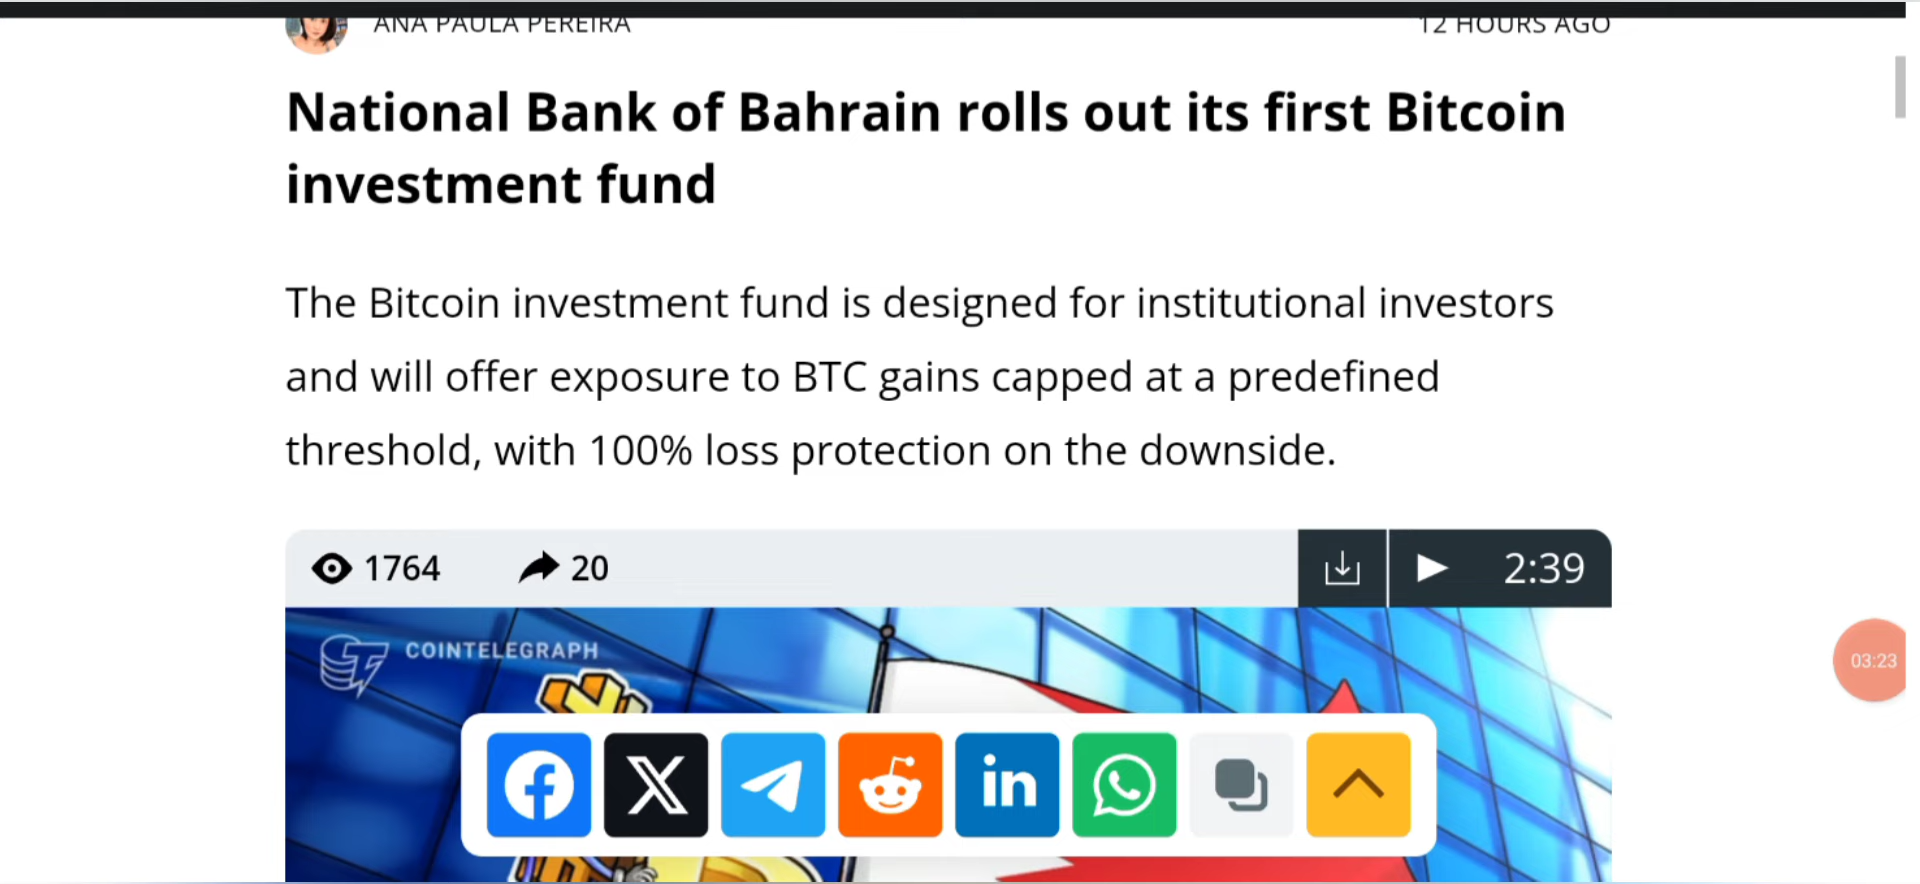 ANA PAULA PEREIRA
12 HOURS AGO
National Bank of Bahrain rolls out its first Bitcoin
investment fund
The Bitcoin investment fund is designed for institutional investors
and will offer exposure to BTC gains capped at a predefined
threshold, with 100% loss protection on the downside.
1764
20
2:39
COINTELEGRAPH
03:23
in